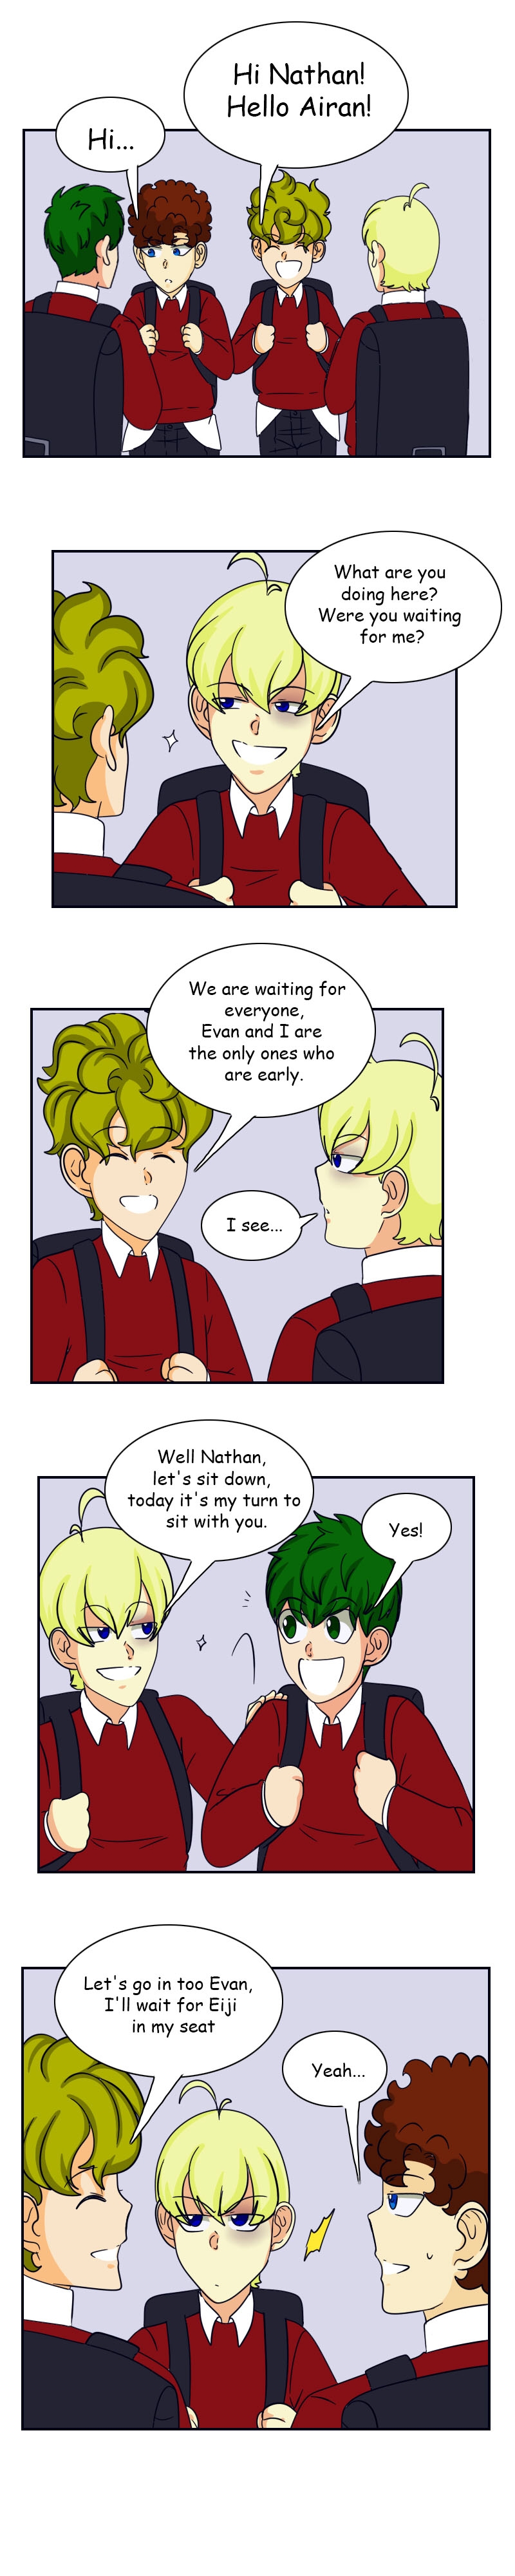 Hi Nathan!
Hello Airan!
Hi...
What are you
doing here?
Were you waiting
for me?
We are waiting for
everyone,
Evan and I are
the only ones who
are early.
I see...
Well Nathan,
let's sit down,
today it's my turn to
sit with you.
Yes!
Let's go in too Evan,
I'll wait for Eiji
in my seat
Yeah...